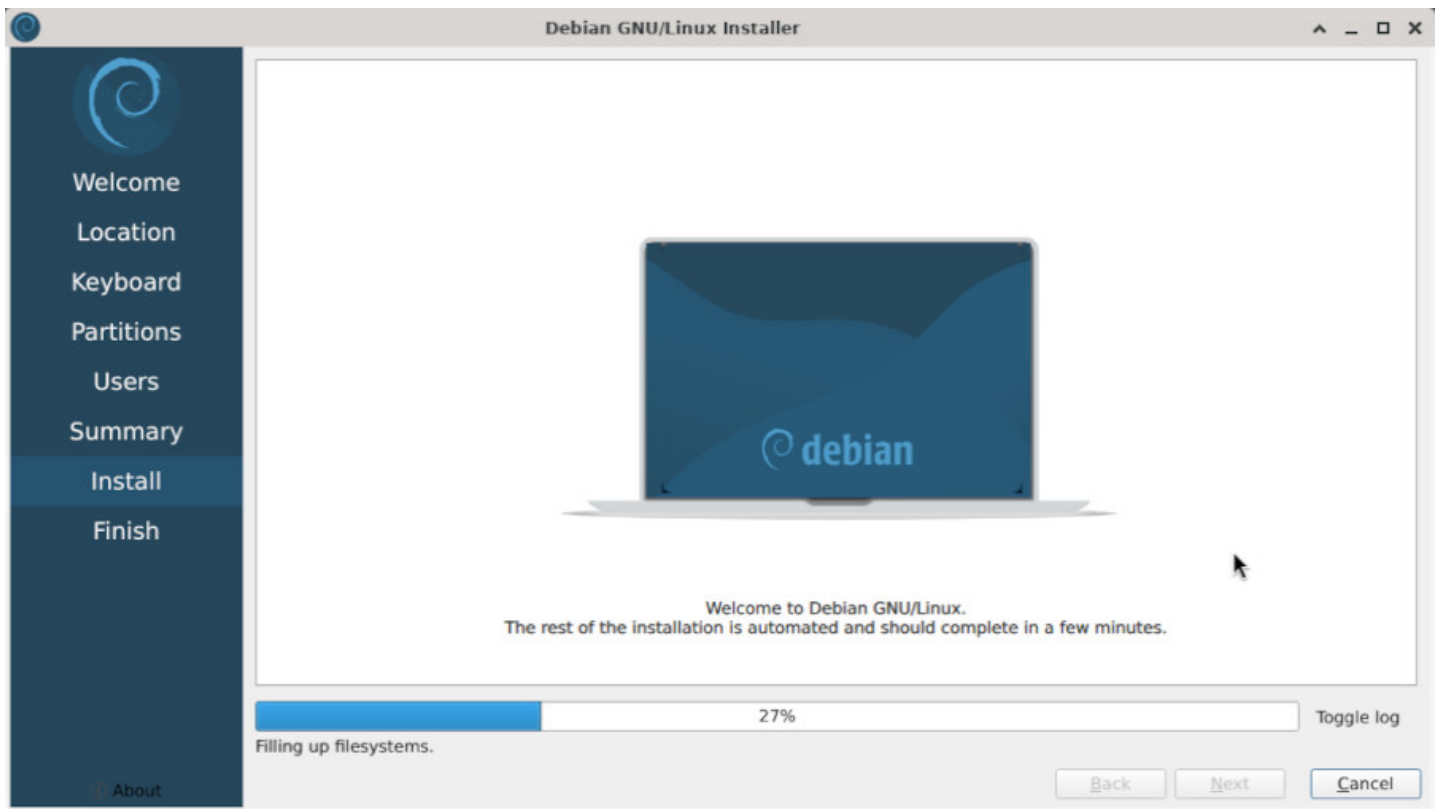 Debian GNU/Linux Installer
Welcome
Location
Keyboard
Partitions
Users
Summary
Install
Finish
About
debian
Welcome to Debian GNU/Linux.
The rest of the installation is automated and should complete in a few minutes.
27%
Toggle log
Filling up filesystems.
Back
Next
Cancel